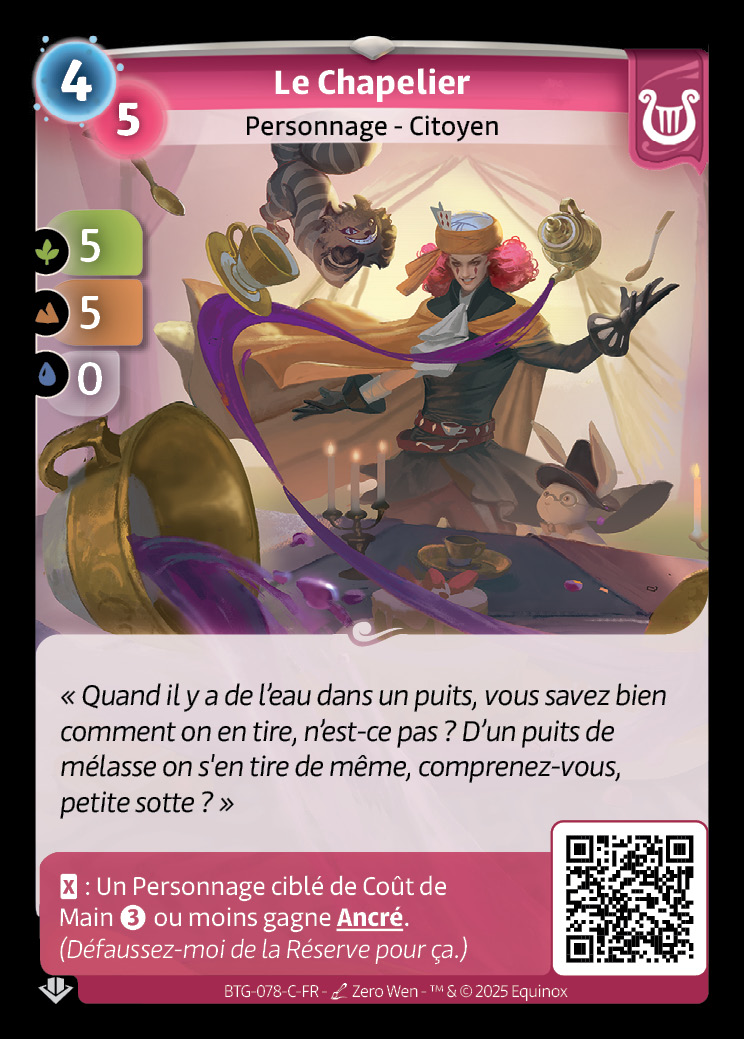 4
Le Chapelier
5
Personnage - Citoyen
5
5
0
« Quand il y a de l'eau dans un puits, vous savez bien
comment on en tire, n'est-ce pas ? D'un puits de
mélasse on s'en tire de même, comprenez-vous,
petite sotte ? »
X : Un Personnage ciblé de Coût de
Main 3 ou moins gagne Ancré.
(Défaussez-moi de la Réserve pour ça.)
BTG-078-C-FR - Zero Wen - ™ & © 2025 Equinox